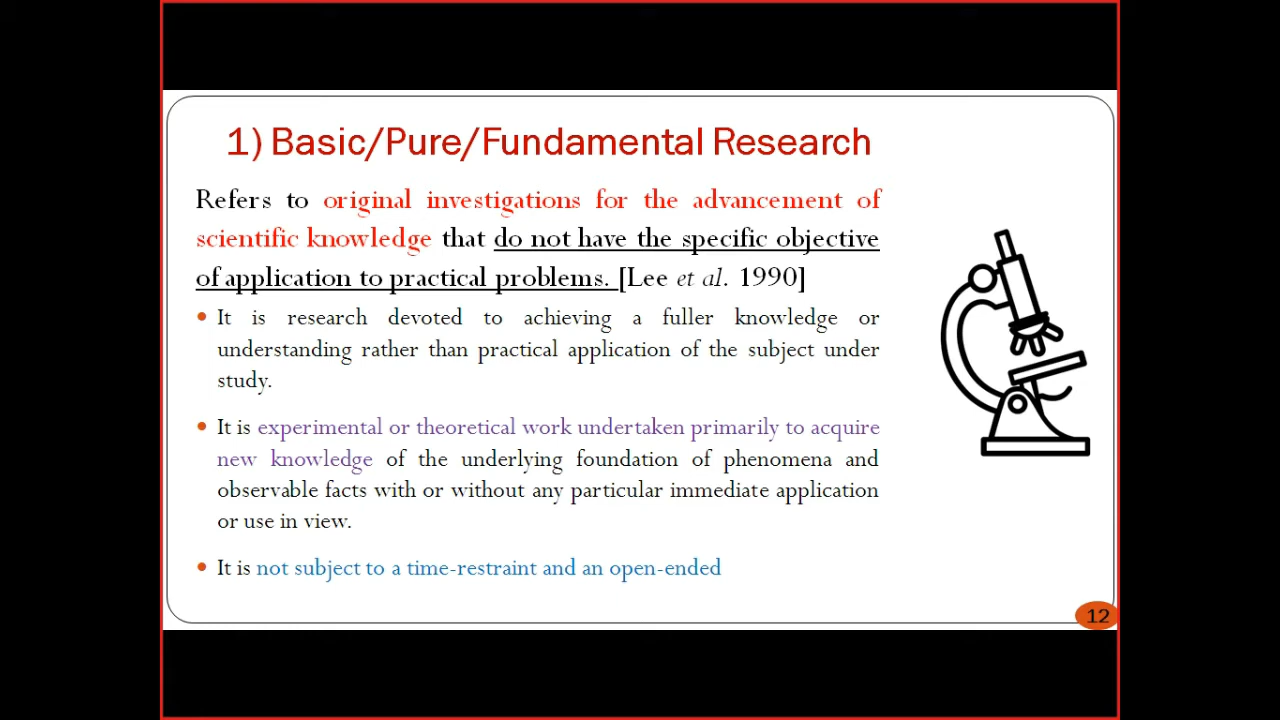 1) Basic/Pure/Fundamental Research
Refers to original investigations for the advancement of
scientific knowledge that do not have the specific objective
of application to practical problems. [Lee et al. 1990]
• It is research devoted to achieving a fuller knowledge or
understanding rather than practical application of the subject under
study.
• It is experimental or theoretical work undertaken primarily to acquire
new knowledge of the underlying foundation of phenomena and
observable facts with or without any particular immediate application
or use in view.
• It is not subject to a time-restraint and an open-ended
12